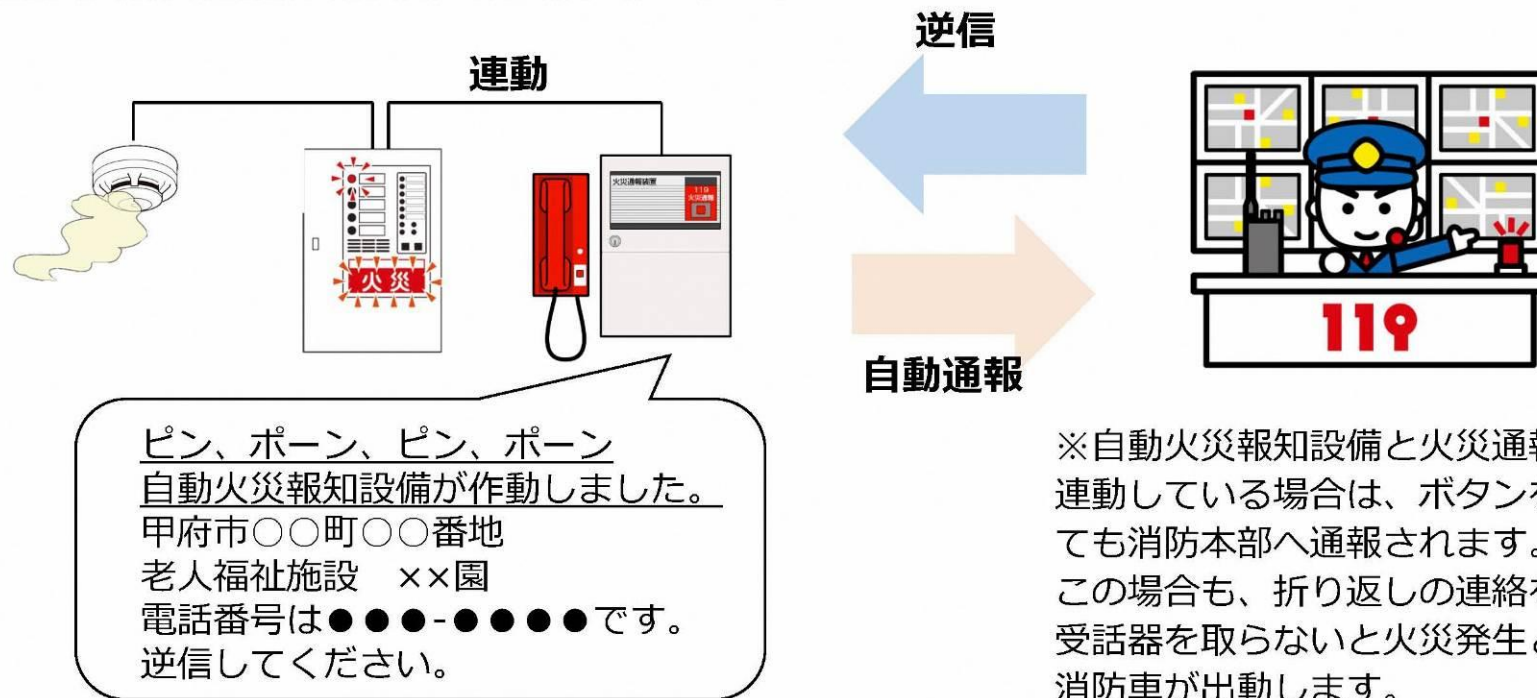 逆信
連動
火災通報装置
119
火災通報
火災
119
自動通報
ピン、ポーン、ピン、ポーン
自動火災報知設備が作動しました。
甲府市○○町○○番地
老人福祉施設　××園
電話番号は●●●-●●●●です。
逆信してください。
※自動火災報知設備と火災通報
連動している場合は、ボタンを
ても消防本部へ通報されます。
この場合も、折り返しの連絡を
受話器を取らないと火災発生と
消防車が出動します。